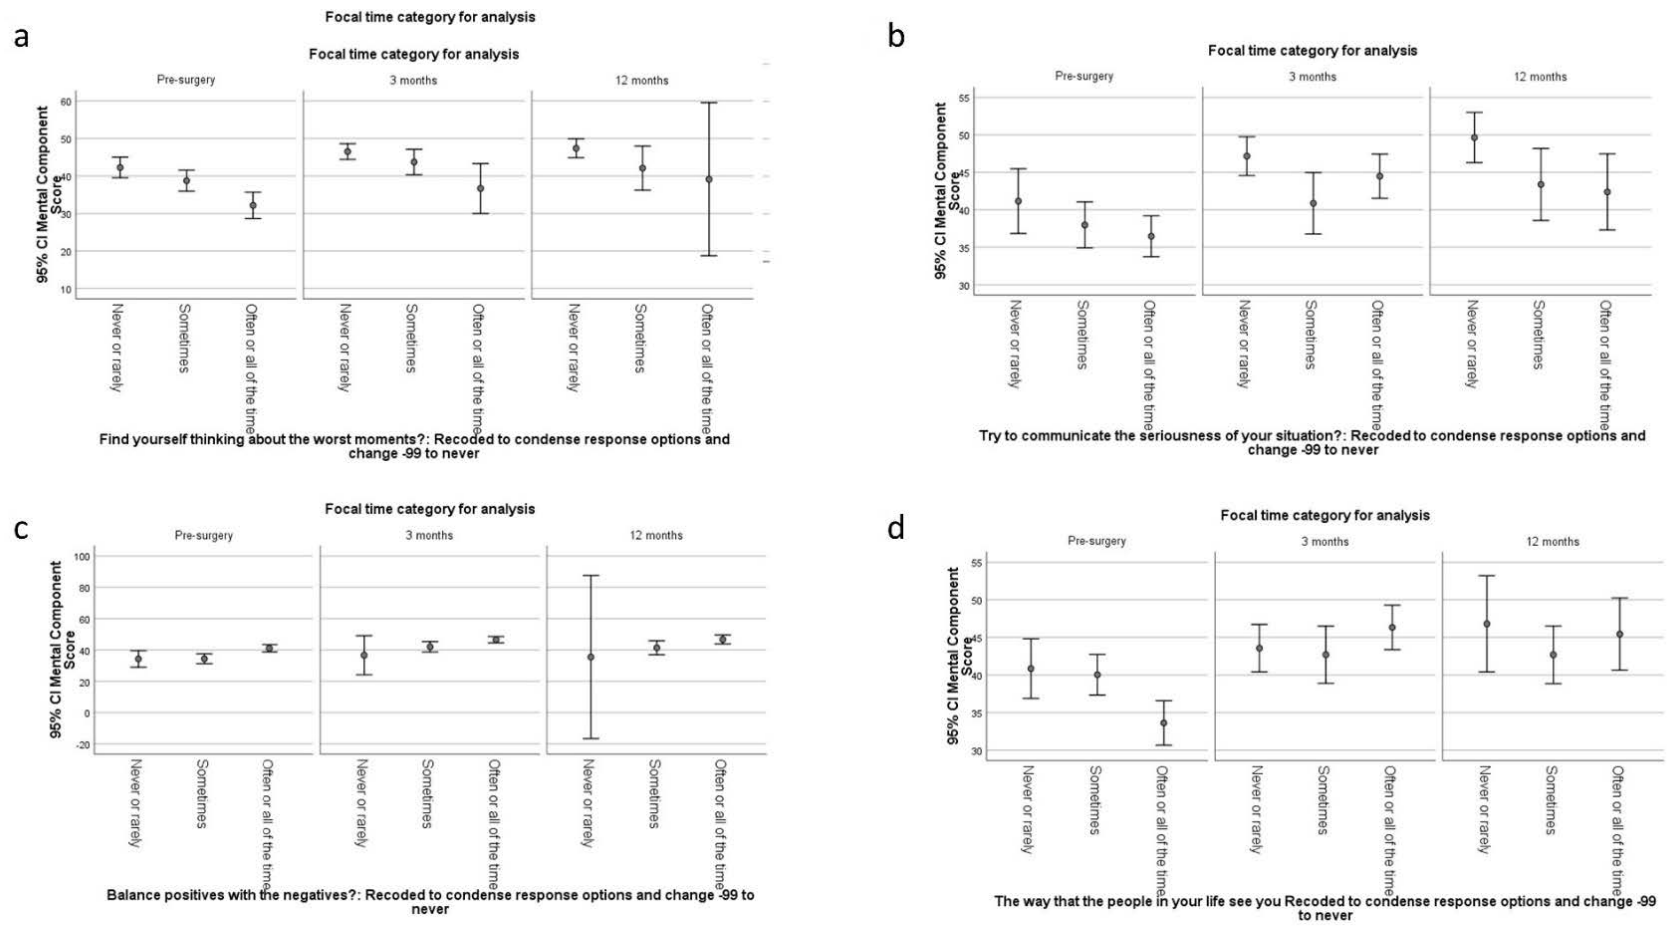 a
Focal time category for analysis
Focal time category for analysis
Pre-surgery
3 months
12 months
95% CI Mental Component
Score
60
50
40
30
20
10
Never or rarely
Sometimes
Often or all of the time
Never or rarely
Sometimes
Often or all of the time
Never or rarely
Sometimes
Often or all of the time
Find yourself thinking about the worst moments?: Recoded to condense response options and
change -99 to never
b
Focal time category for analysis
Pre-surgery
3 months
12 months
95% CI Mental Component
Score
55
50
45
40
35
30
Never or rarely
Sometimes
Often or all of the time
Never or rarely
Sometimes
Often or all of the time
Never or rarely
Sometimes
Often or all of the time
Try to communicate the seriousness of your situation?: Recoded to condense response options and
change -99 to never
c
Focal time category for analysis
Pre-surgery
3 months
12 months
95% CI Mental Component
Score
100
80
60
40
20
0
-20
Never or rarely
Sometimes
Often or all of the time
Never or rarely
Sometimes
Often or all of the time
Never or rarely
Sometimes
Often or all of the time
Balance positives with the negatives?: Recoded to condense response options and change -99 to
never
d
Focal time category for analysis
Pre-surgery
3 months
12 months
95% CI Mental Component
Score
55
50
45
40
35
30
Never or rarely
Sometimes
Often or all of the time
Never or rarely
Sometimes
Often or all of the time
Never or rarely
Sometimes
Often or all of the time
The way that the people in your life see you Recoded to condense response options and change -99
to never